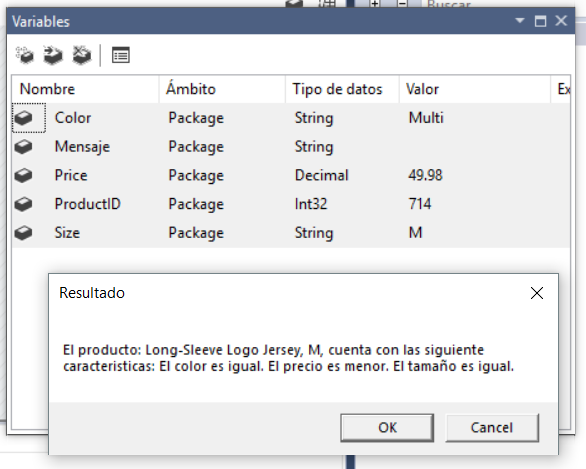 Buscar
Variables
Nombre Ámbito Tipo de datos Valor Ex
Color Package String Multi
Mensaje Package String
Price Package Decimal 49.98
ProductID Package Int32 714
Size Package String M
Resultado
El producto: Long-Sleeve Logo Jersey, M, cuenta con las siguiente
caracteristicas: El color es igual. El precio es menor. El tamaño es igual.
OK Cancel